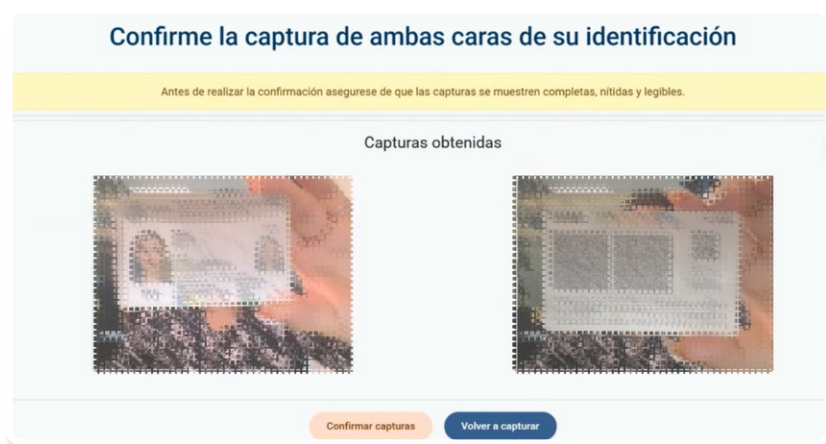 Confirme la captura de ambas caras de su identificación
Antes de realizar la confirmación asegurese de que las capturas se muestren completas, nítidas y legibles.
Capturas obtenidas
Confirmar capturas
Volver a capturar